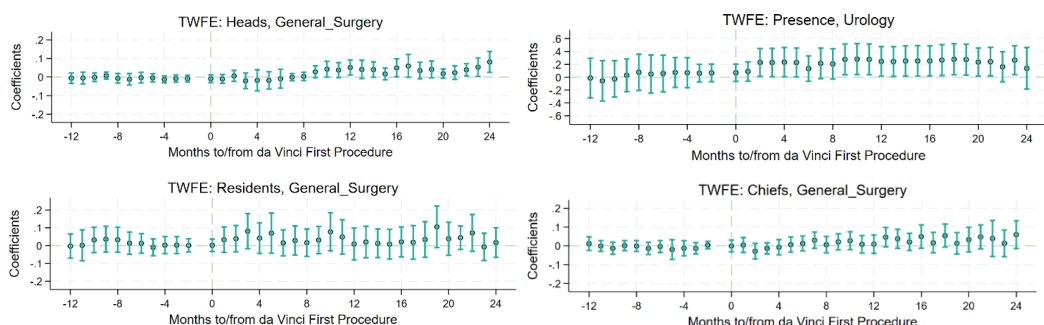 TWFE: Heads, General_Surgery
Coefficients
.2
.1
0
-.1
-.2
-12 -8 -4 0 4 8 12 16 20 24
Months to/from da Vinci First Procedure
TWFE: Presence, Urology
Coefficients
.6
.4
.2
0
-.2
-.4
-.6
-12 -8 -4 0 4 8 12 16 20 24
Months to/from da Vinci First Procedure
TWFE: Residents, General_Surgery
Coefficients
.2
.1
0
-.1
-.2
-12 -8 -4 0 4 8 12 16 20 24
Months to/from da Vinci First Procedure
TWFE: Chiefs, General_Surgery
Coefficients
.2
.1
0
-.1
-.2
-12 -8 -4 0 4 8 12 16 20 24
Months to/from da Vinci First Procedure